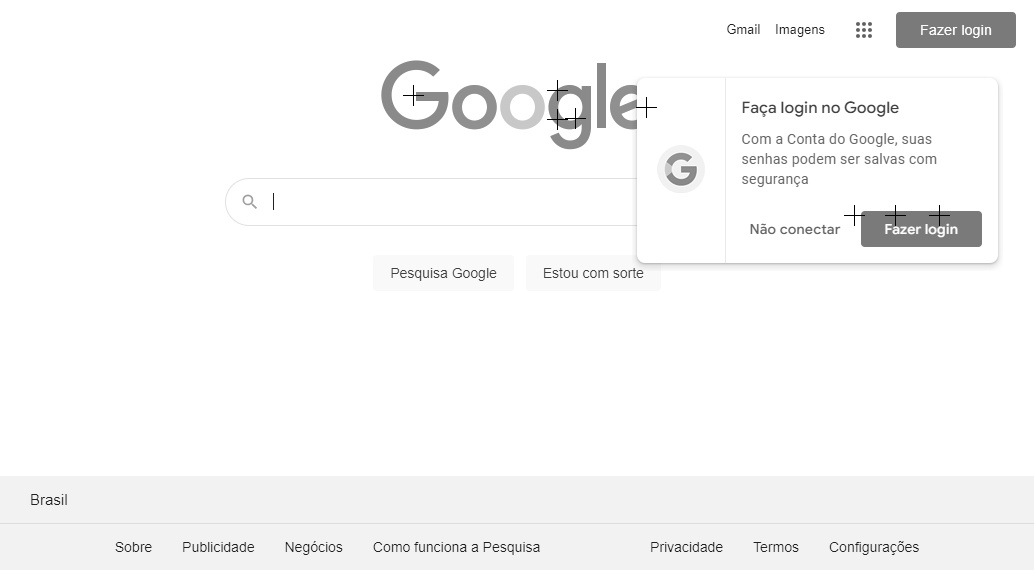 Gmail Imagens Fazer login
Google
Faça login no Google
Com a Conta do Google, suas
senhas podem ser salvas com
segurança
Não conectar Fazer login
Pesquisa Google Estou com sorte
Brasil
Sobre Publicidade Negócios Como funciona a Pesquisa Privacidade Termos Configurações